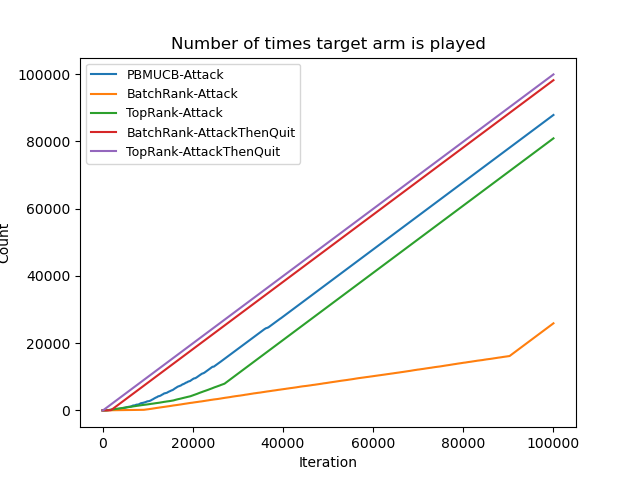 Number of times target arm is played
100000
80000
60000
40000
20000
0
Count
PBMUCB-Attack
BatchRank-Attack
TopRank-Attack
BatchRank-AttackThenQuit
TopRank-AttackThenQuit
0 20000 40000 60000 80000 100000
Iteration